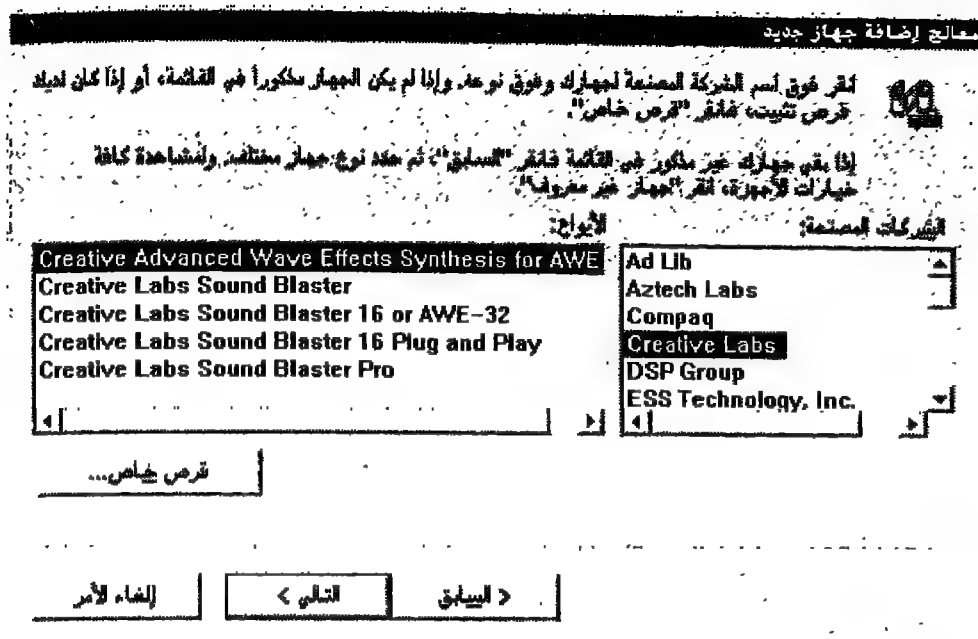 معالج إضافة جهاز جديد
أنقر فوق أسم الشركة المصنعة لجهازك وفوق نوعه. وإذا لم يكن الجهاز مذكوراً في القائمة، أو إذا كان لديك
قرص تثبيت، فانقر "قرص خاص".
إذا بقي جهازك غير مذكور في القائمة فانقر "السابق"، ثم حدد نوع جهاز مختلف. ولمشاهدة كافة
خيارات الأجهزة، انقر "جهاز غير معروف".
الشركات المصنعة:
Ad Lib
Aztech Labs
Compaq
Creative Labs
DSP Group
ESS Technology, Inc.
الأنواع:
Creative Advanced Wave Effects Synthesis for AWE
Creative Labs Sound Blaster
Creative Labs Sound Blaster 16 or AWE-32
Creative Labs Sound Blaster 16 Plug and Play
Creative Labs Sound Blaster Pro
قرص خاص...
< السابق
التالي >
إلغاء الأمر